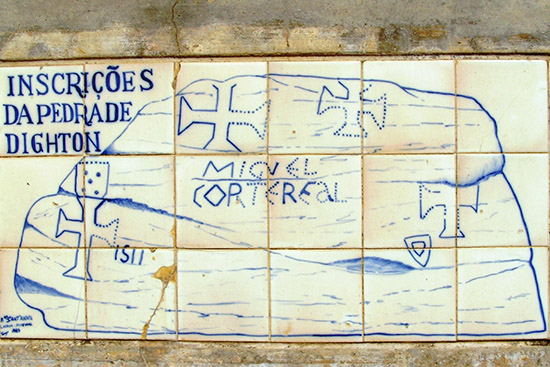 INSCRIÇÕES
DA PEDRA DE
DIGHTON
MIGUEL
CORTEREAL
1511